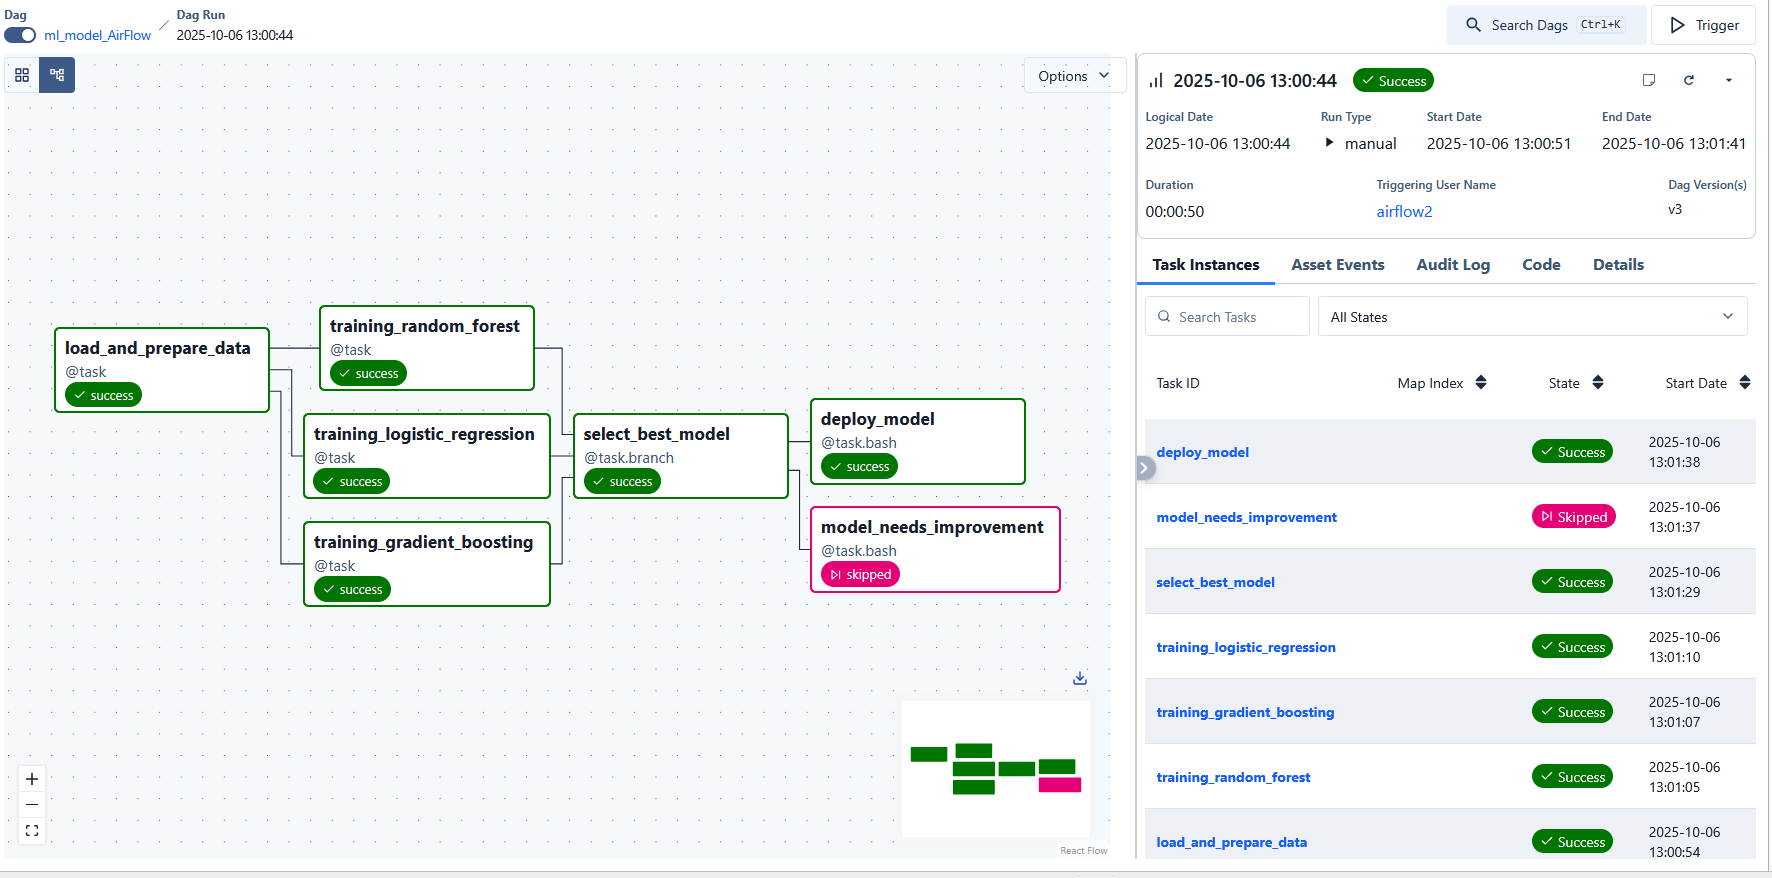 Dag
ml_model_AirFlow
Dag Run
2025-10-06 13:00:44
Search Dags Ctrl+K
Trigger
Options
load_and_prepare_data
@task
success
training_random_forest
@task
success
training_logistic_regression
@task
success
training_gradient_boosting
@task
success
select_best_model
@task.branch
success
deploy_model
@task.bash
success
model_needs_improvement
@task.bash
skipped
React Flow
2025-10-06 13:00:44 Success
Logical Date Run Type Start Date End Date
2025-10-06 13:00:44 manual 2025-10-06 13:00:51 2025-10-06 13:01:41
Duration Triggering User Name Dag Version(s)
00:00:50 airflow2 v3
Task Instances Asset Events Audit Log Code Details
Search Tasks All States
Task ID Map Index State Start Date
deploy_model Success 2025-10-06
13:01:38
model_needs_improvement Skipped 2025-10-06
13:01:37
select_best_model Success 2025-10-06
13:01:29
training_logistic_regression Success 2025-10-06
13:01:10
training_gradient_boosting Success 2025-10-06
13:01:07
training_random_forest Success 2025-10-06
13:01:05
load_and_prepare_data Success 2025-10-06
13:00:54